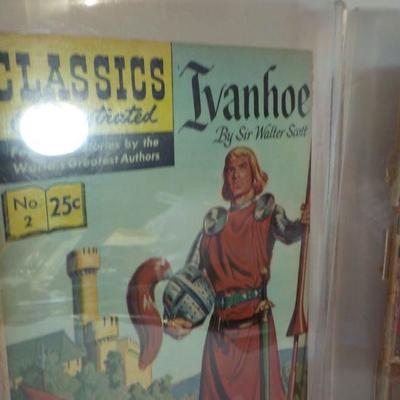 CLASSICS
Illustrated
Stories by the
World's Greatest Authors
No.
2
25c
Ivanhoe
By Sir Walter Scott